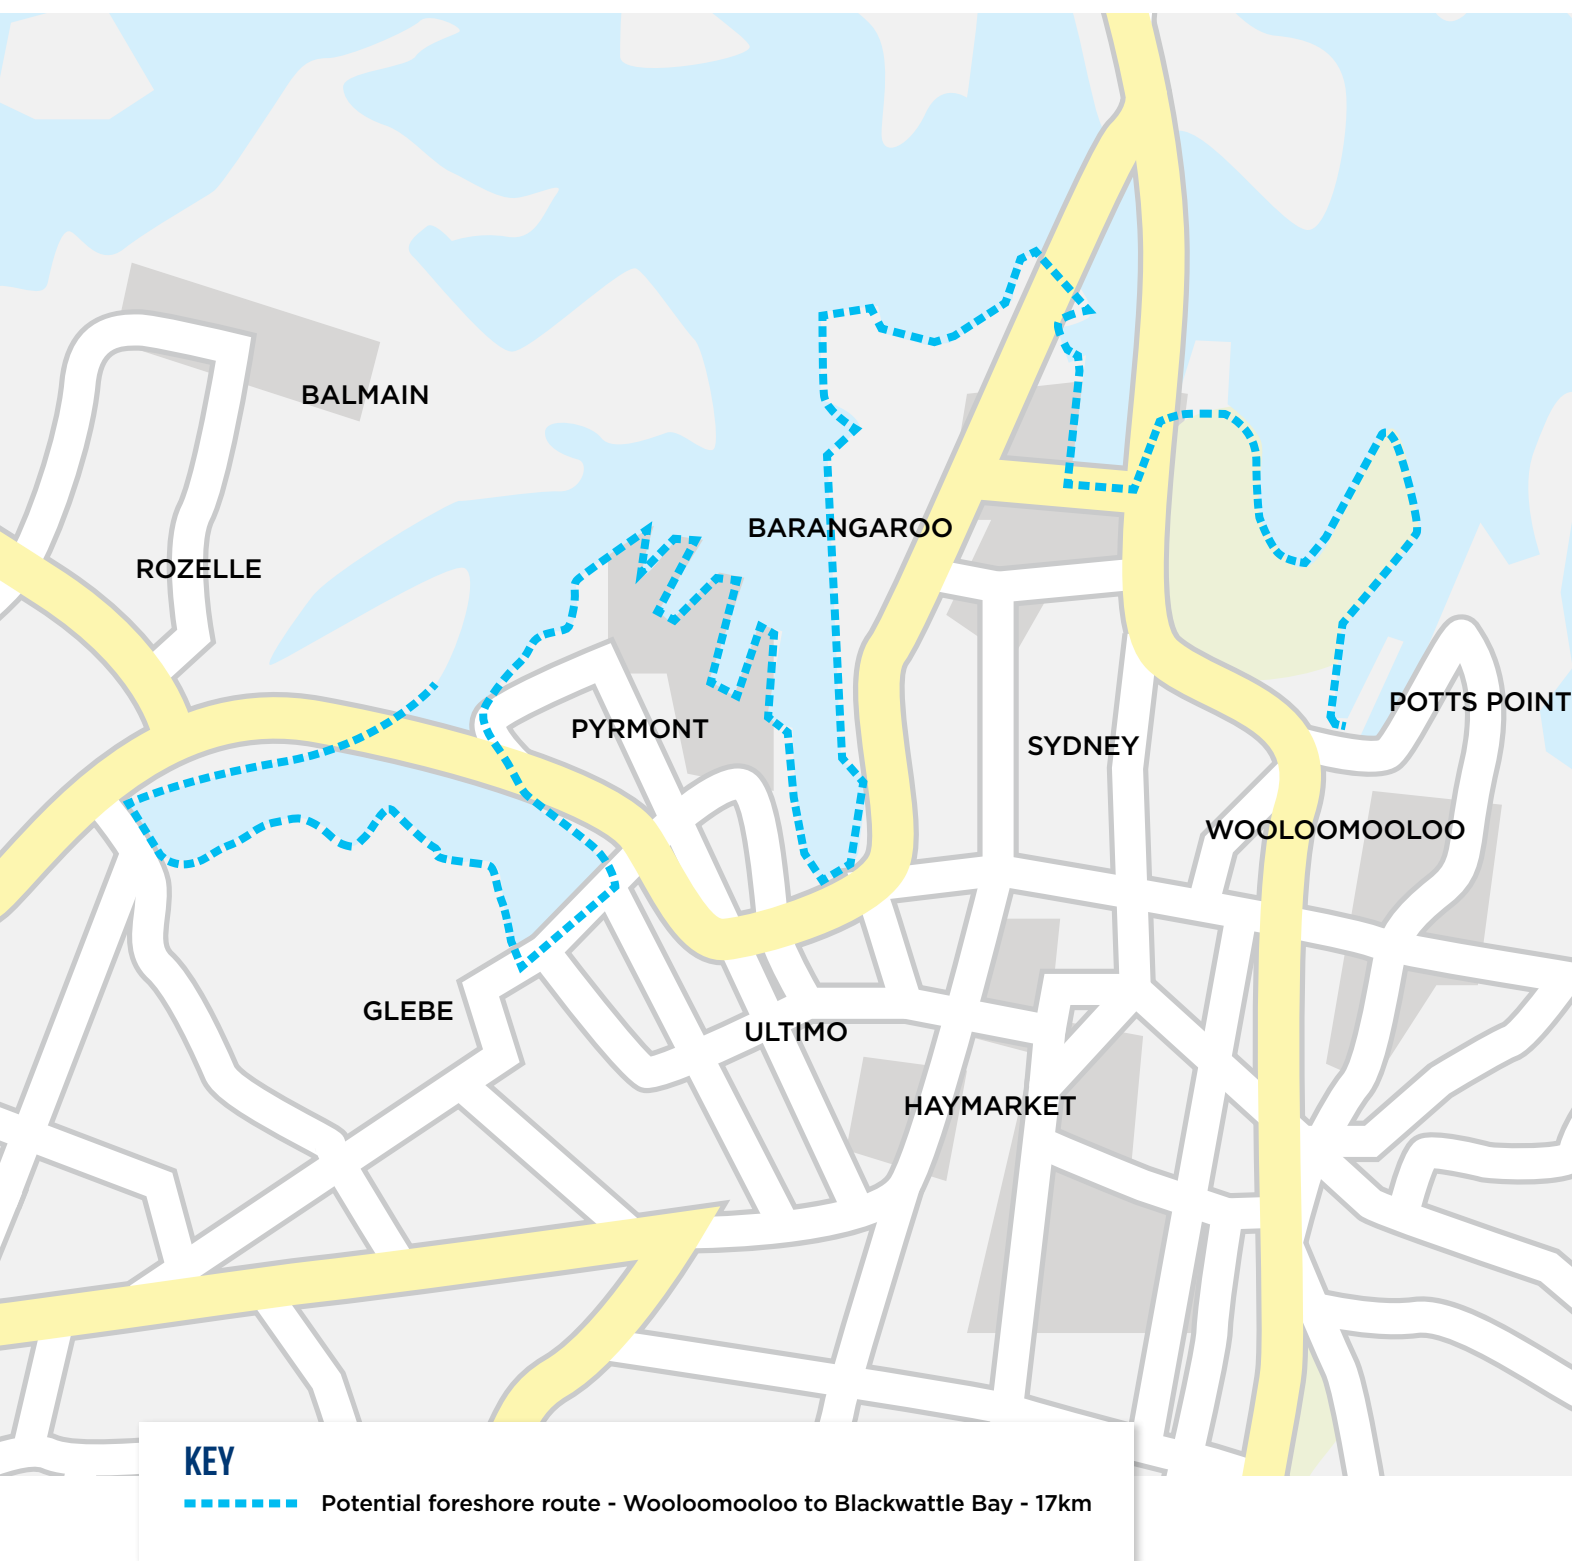 BALMAIN
BARANGAROO
ROZELLE
POTTS POINT
PYRMONT
SYDNEY
WOOLOOMOOLOO
GLEBE
ULTIMO
HAYMARKET
KEY
Potential foreshore route - Wooloomooloo to Blackwattle Bay - 17km